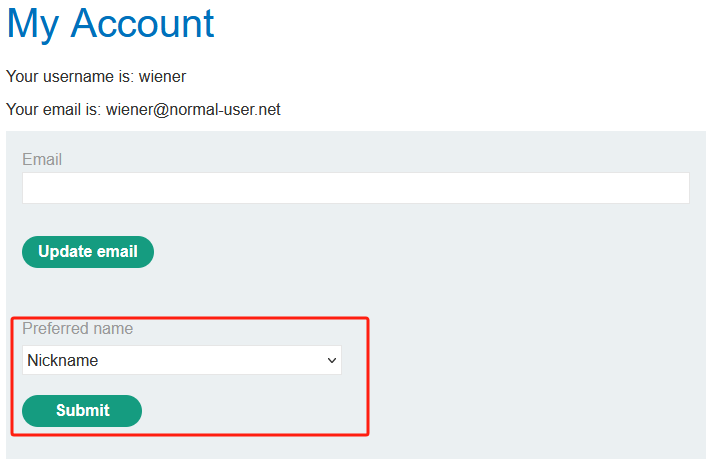 My Account
Your username is: wiener
Your email is: wiener@normal-user.net
Email
Update email
Preferred name
Nickname
Submit